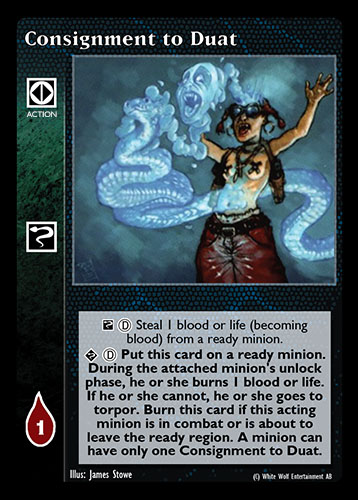 Consignment to Duat
ACTION
D Steal 1 blood or life (becoming
blood) from a ready minion.
D Put this card on a ready minion.
During the attached minion's unlock
phase, he or she burns 1 blood or life.
If he or she cannot, he or she goes to
torpor. Burn this card if this acting
minion is in combat or is about to
leave the ready region. A minion can
have only one Consignment to Duat.
1
Illus: James Stowe
(C) White Wolf Entertainment AB